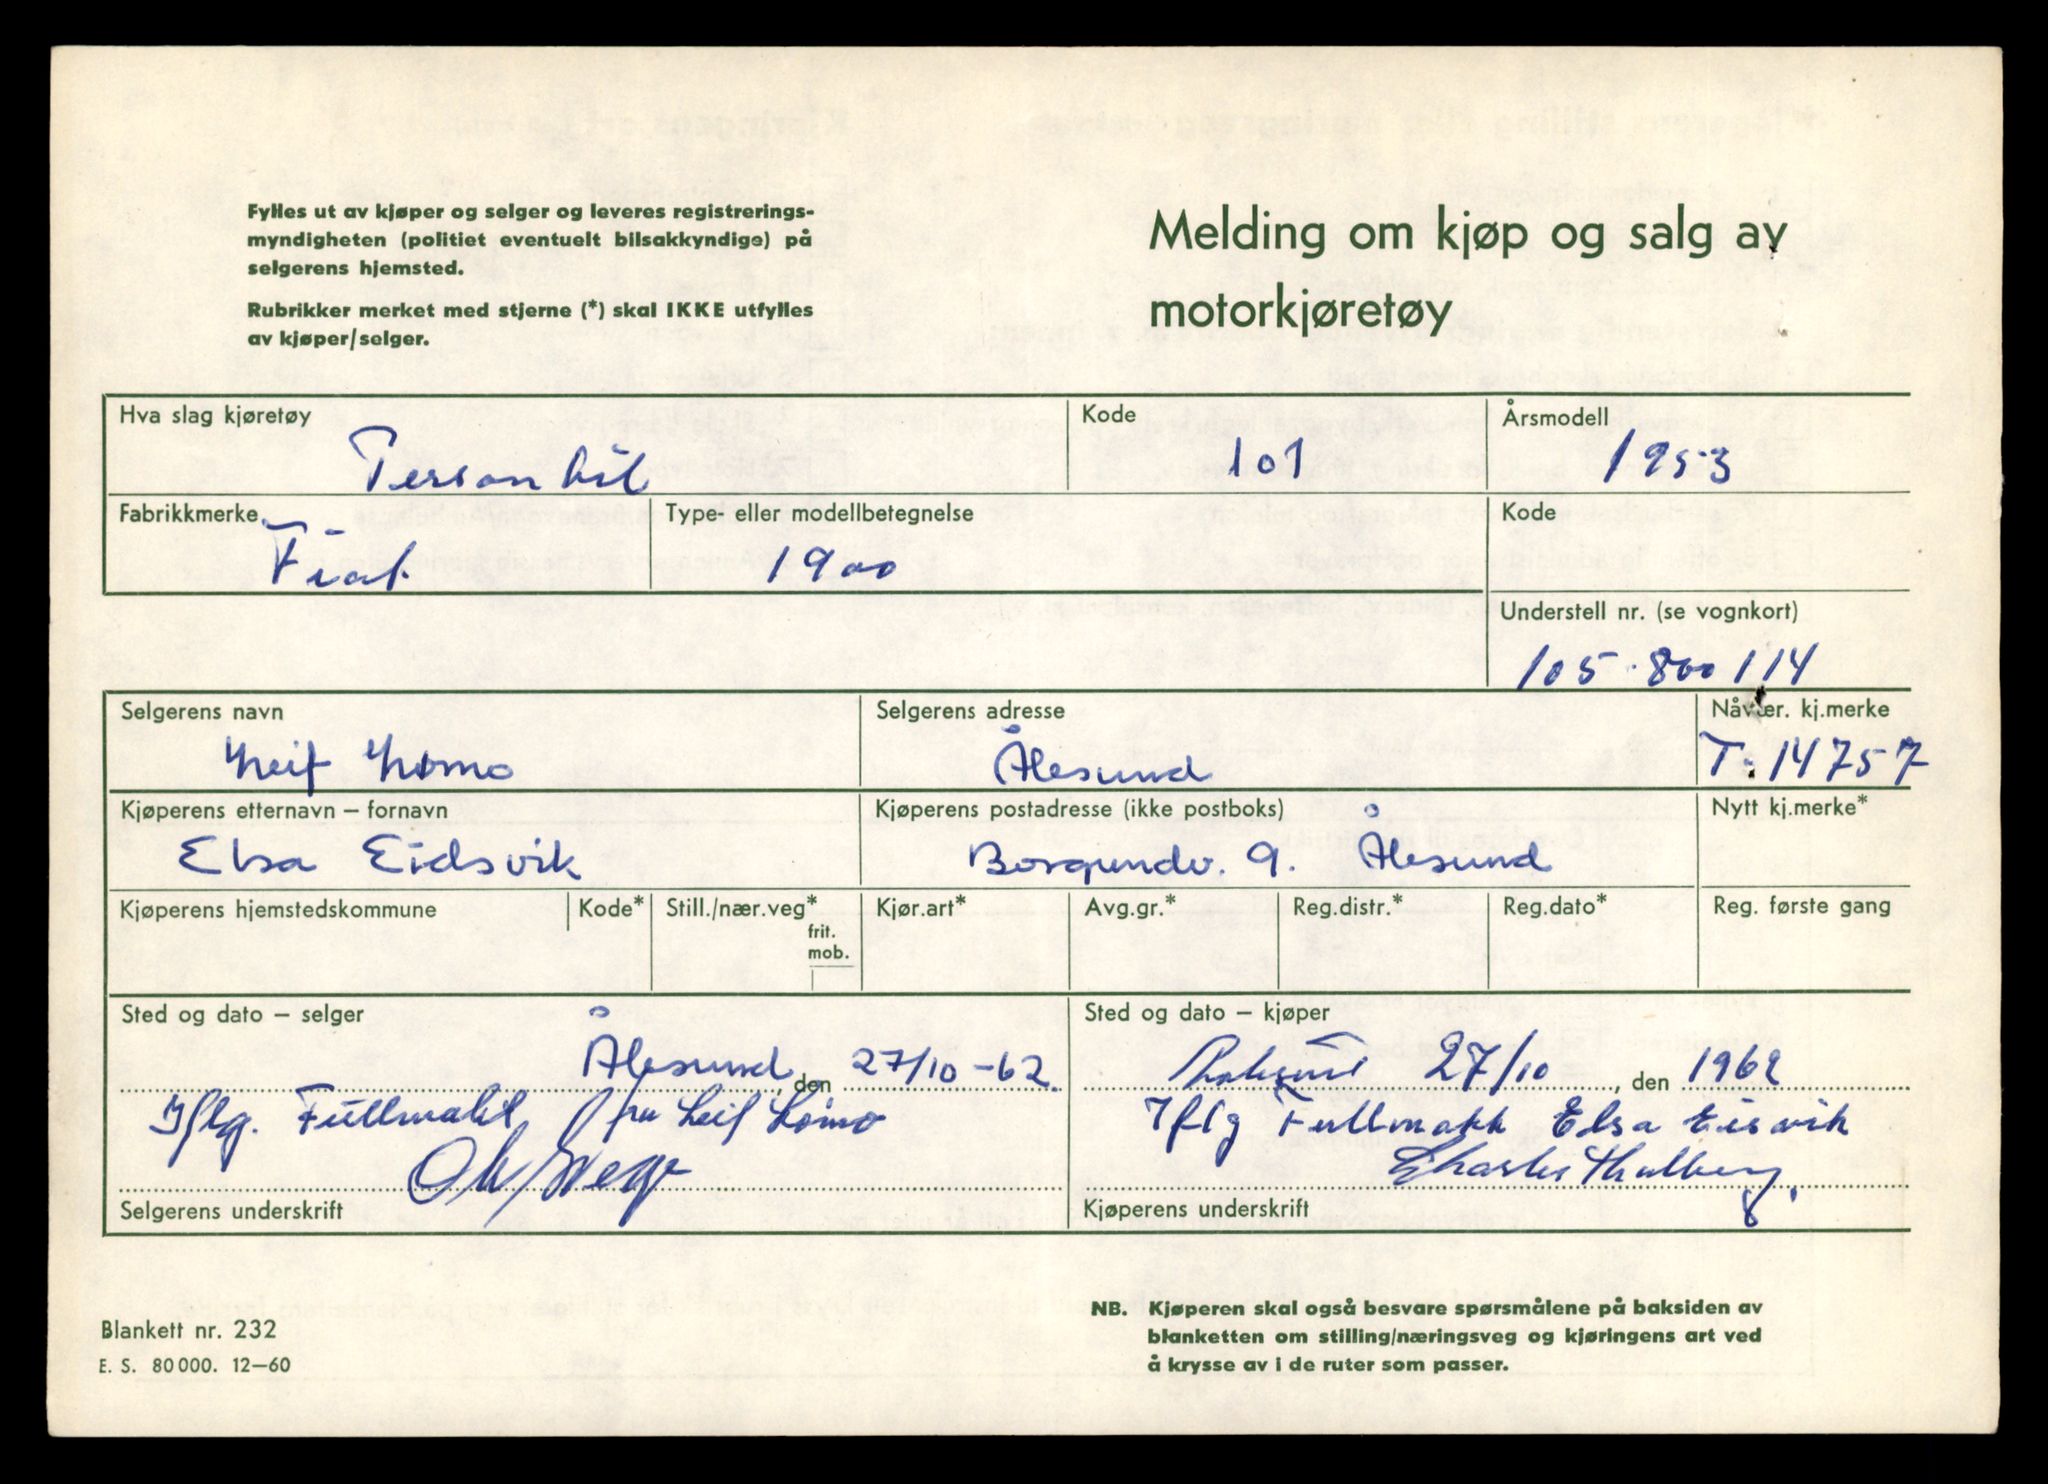 Fylles ut av kjøper og selger og leveres registrerings-
myndigheten (politiet eventuelt bilsakkyndige) på
selgerens hjemsted.
Rubrikker merket med stjerne (*) skal IKKE utfylles
av kjøper/selger.
Melding om kjøp og salg av
motorkjøretøy
Hva slag kjøretøy
Personbil
Kode
101
Årsmodell
1953
Fabrikkmerke
Fiat
Type- eller modellbetegnelse
1900
Kode
Understell nr. (se vognkort)
105.800114
Selgerens navn
Leif Lomo
Selgerens adresse
Ålesund
Nåvær. kj.merke
T.14757
Kjøperens etternavn – fornavn
Elsa Eidsvik
Kjøperens postadresse (ikke postboks)
Borgundv. 9. Ålesund
Nytt kj.merke*
Kjøperens hjemstedskommune
Kode*
Still./nær.veg*
frit.
mob.
Kjør.art*
Avg.gr.*
Reg.distr.*
Reg.dato*
Reg. første gang
Sted og dato – selger
Ålesund den 27/10-62
Iflg. Fullmakt fra Leif Lomo
Selgerens underskrift
Sted og dato – kjøper
27/10, den 1962
Iflg Fullmakt Elsa Eisvik
Charles Thalberg.
Kjøperens underskrift
Blankett nr. 232
E. S. 80 000. 12–60
NB. Kjøperen skal også besvare spørsmålene på baksiden av
blanketten om stilling/næringsveg og kjøringens art ved
å krysse av i de ruter som passer.